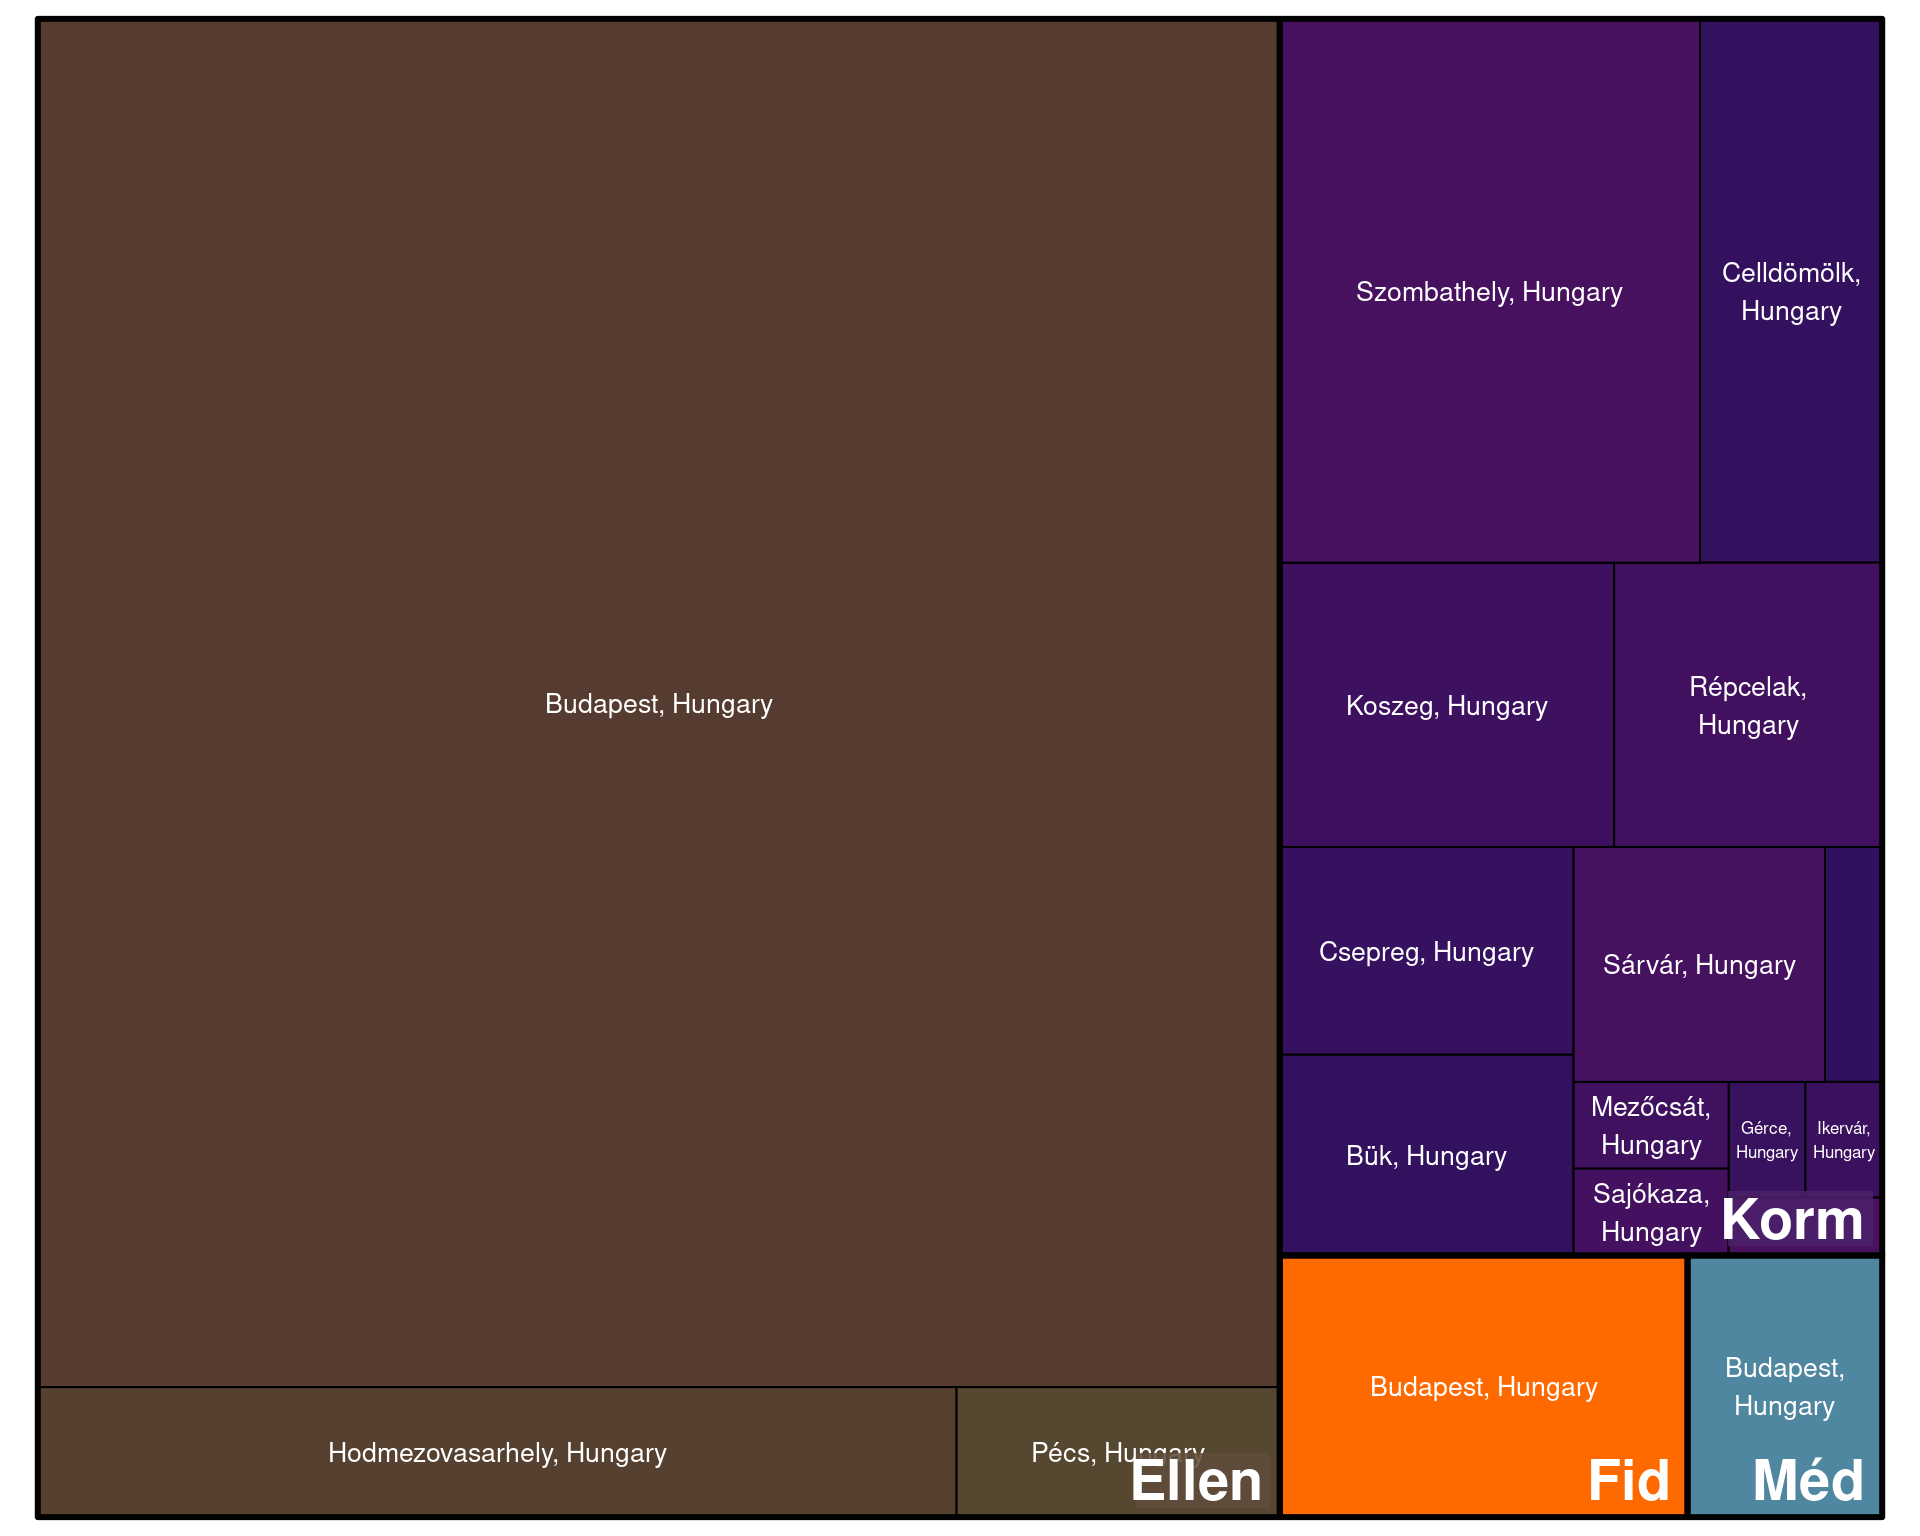 Budapest, Hungary
Hodmezovasarhely, Hungary
Pécs, Hungary
Ellen
Szombathely, Hungary
Celldömölk,
Hungary
Koszeg, Hungary
Répcelak,
Hungary
Csepreg, Hungary
Sárvár, Hungary
Bük, Hungary
Mezőcsát,
Hungary
Gérce,
Hungary
Ikervár,
Hungary
Sajókaza,
Hungary
Korm
Budapest, Hungary
Fid
Budapest,
Hungary
Méd